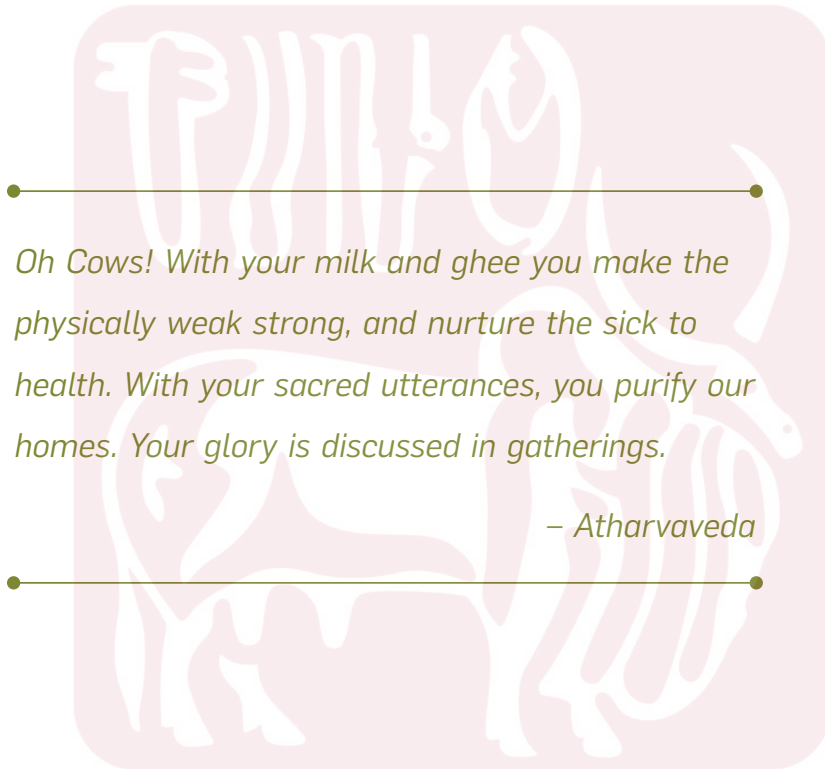 Oh Cows! With your milk and ghee you make the
physically weak strong, and nurture the sick to
health. With your sacred utterances, you purify our
homes. Your glory is discussed in gatherings.
– Atharvaveda